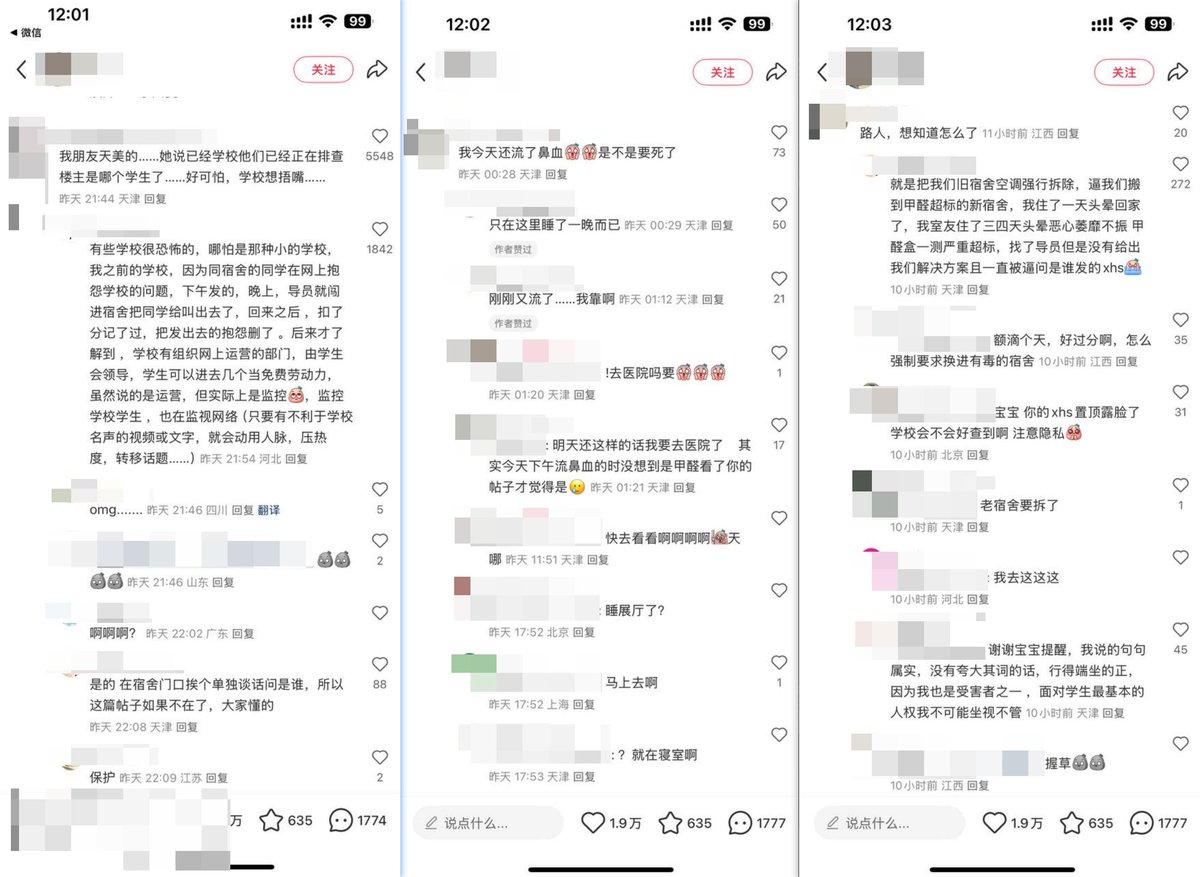 12:01
99
微信
关注
我朋友天美的……她说已经学校他们已经正在排查
楼主是哪个学生了……好可怕，学校想捂嘴……
5548
昨天 21:44 天津 回复
有些学校很恐怖的，哪怕是那种小的学校，
1842
我之前的学校，因为同宿舍的同学在网上抱
怨学校的问题，下午发的，晚上，导员就闯
进宿舍把同学给叫出去了，回来之后，扣了
分记了过，把发出去的抱怨删了。后来才了
解到，学校有组织网上运营的部门，由学生
会领导，学生可以进去几个当免费劳动力，
虽然说的是运营，但实际上是监控，监控
学校学生，也在监视网络（只要有不利于学校
名声的视频或文字，就会动用人脉，压热
度，转移话题……）昨天 21:54 河北 回复
omg....... 昨天 21:46 四川 回复 翻译
5
2
昨天 21:46 山东 回复
啊啊啊？ 昨天 22:02 广东 回复
是的 在宿舍门口挨个单独谈话问是谁，所以
88
这篇帖子如果不在了，大家懂的
昨天 22:08 天津 回复
保护 昨天 22:09 江苏 回复
2
万
635
1774
12:02
99
关注
我今天还流了鼻血是不是要死了
73
昨天 00:28 天津 回复
只在这里睡了一晚而已 昨天 00:29 天津 回复
50
作者赞过
刚刚又流了……我靠啊 昨天 01:12 天津 回复
21
作者赞过
!去医院吗要
1
昨天 01:20 天津 回复
: 明天还这样的话我要去医院了 其
17
实今天下午流鼻血的时没想到是甲醛看了你的
帖子才觉得是 昨天 01:21 天津 回复
快去看看啊啊啊啊天
哪 昨天 11:51 天津 回复
: 睡展厅了?
昨天 17:52 北京 回复
马上去啊
1
昨天 17:52 上海 回复
: ？就在寝室啊
昨天 17:53 天津 回复
说点什么...
1.9万
635
1777
12:03
99
关注
路人，想知道怎么了 11小时前 江西 回复
20
就是把我们旧宿舍空调强行拆除，逼我们搬
272
到甲醛超标的新宿舍，我住了一天头晕回家
了，我室友住了三四天头晕恶心萎靡不振 甲
醛盒一测严重超标，找了导员但是没有给出
我们解决方案且一直被逼问是谁发的xhs
10小时前 天津 回复
额滴个天，好过分啊，怎么
35
强制要求换进有毒的宿舍 10小时前 江西 回复
宝宝 你的xhs置顶露脸了
31
学校会不会好查到啊 注意隐私
10小时前 北京 回复
老宿舍要拆了
1
10小时前 天津 回复
: 我去这这这
10小时前 河北 回复
谢谢宝宝提醒，我说的句句
45
属实，没有夸大其词的话，行得端坐的正，
因为我也是受害者之一，面对学生最基本的
人权我不可能坐视不管 10小时前 天津 回复
握草
10小时前 江西 回复
说点什么...
1.9万
635
1777